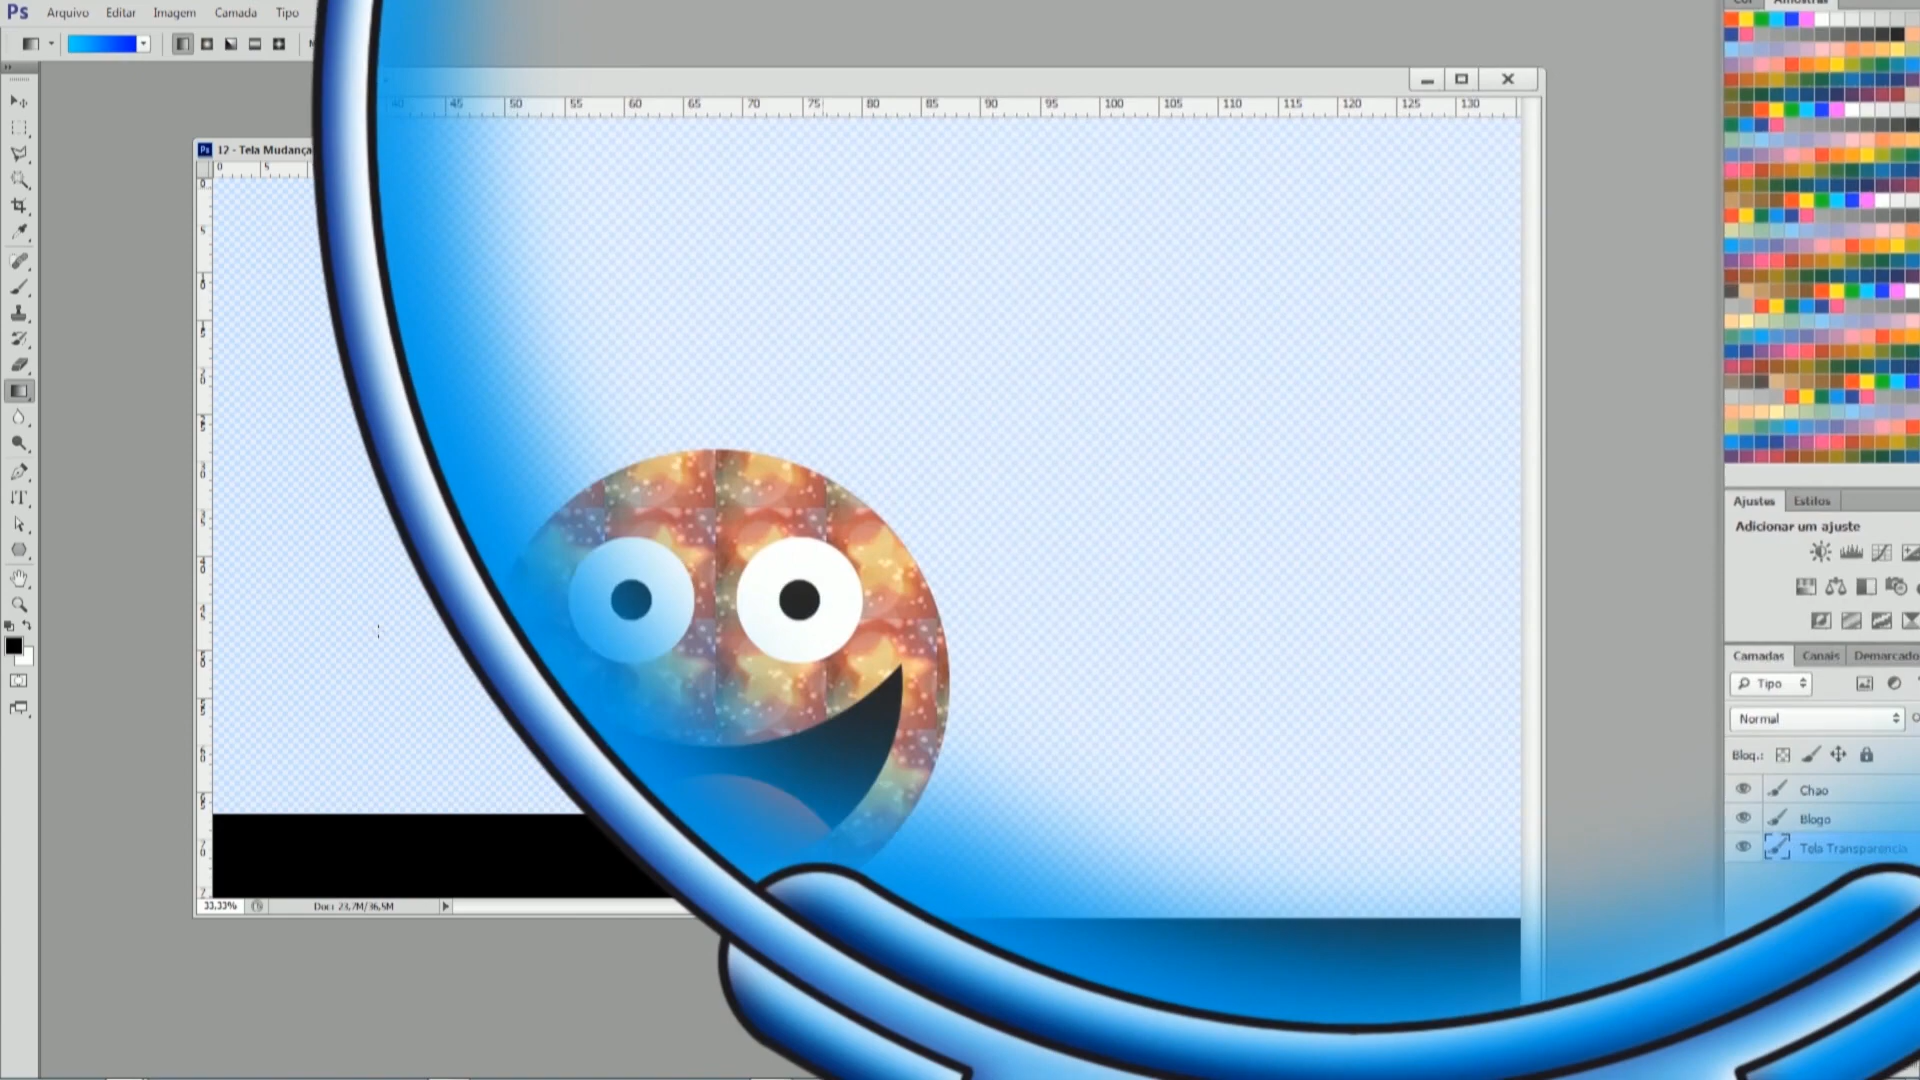 Ps Arquivo Editar Imagem Camada Tipo
Cor Amostras
Ps 12 - Tela Mudança
40 45 50 55 60 65 70 75 80 85 90 95 100 105 110 115 120 125 130
0 5
33,33% Doc: 23,7M/36,5M
Ajustes Estilos
Adicionar um ajuste
Camadas Canais Demarcado
Tipo
Normal
Bloq.:
Chao
Blogo
Tela Transparencia